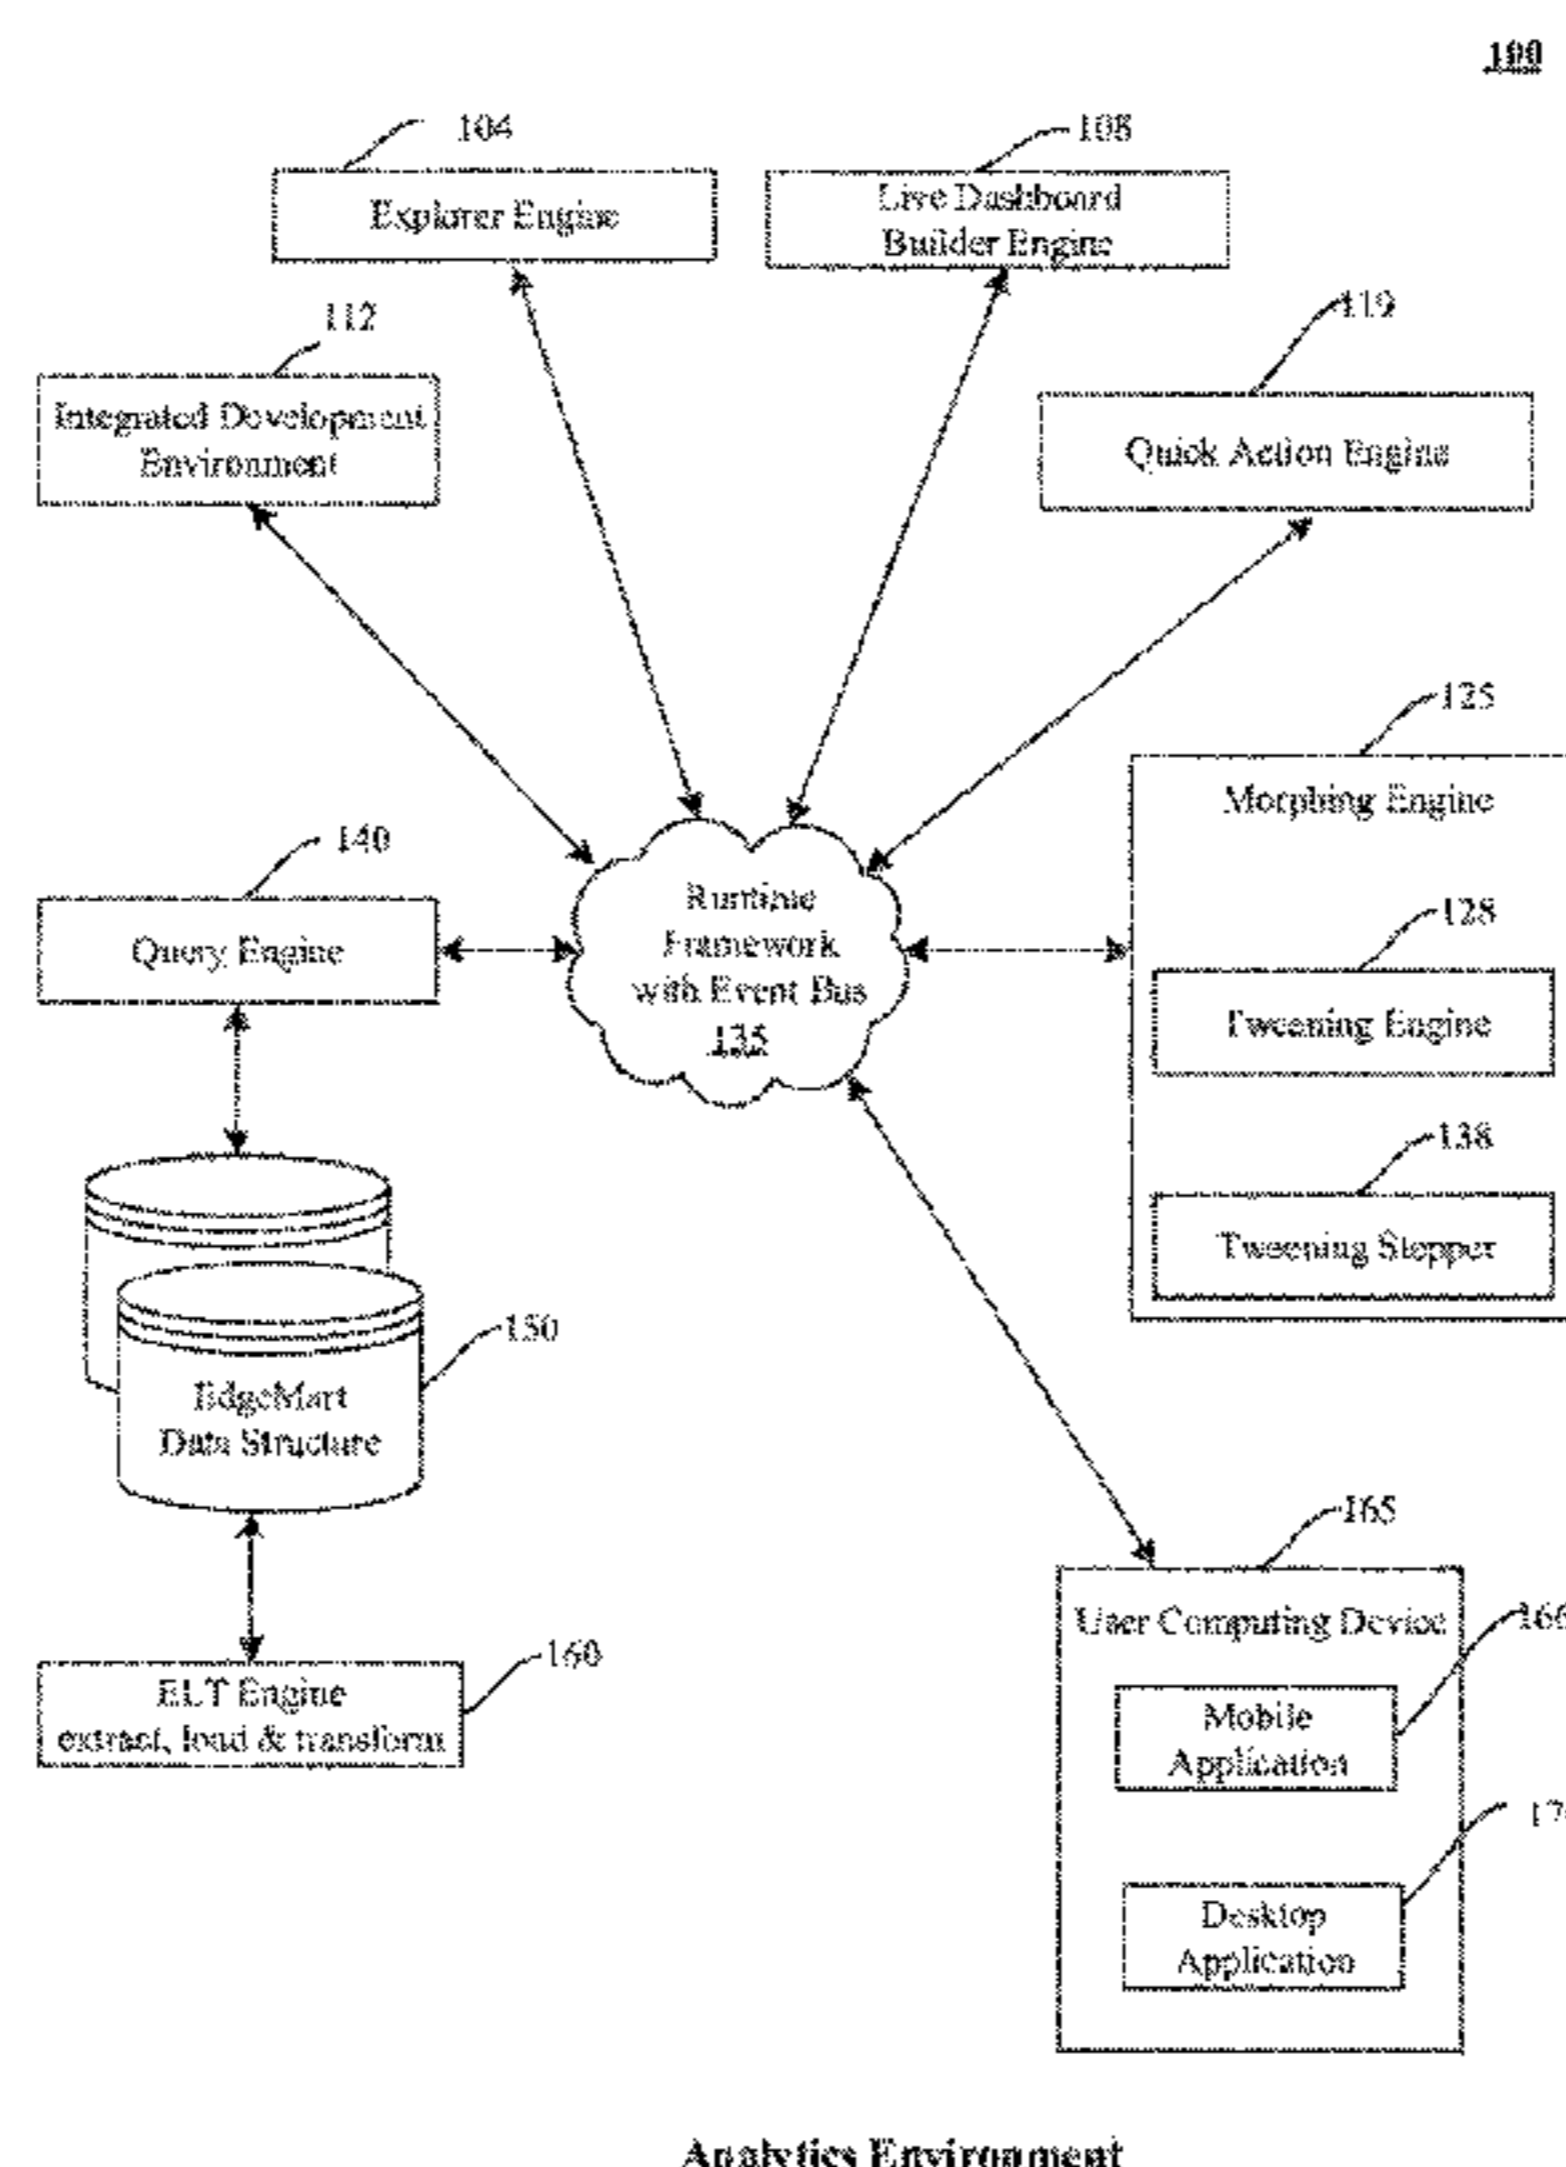 100
104
108
Explorer Engine
Live Dashboard
Builder Engine
112
119
Integrated Development
Environment
Quick Action Engine
125
Morphing Engine
140
Query Engine
Runtime
Framework
with Event Bus
135
128
Tweening Engine
138
Tweening Stepper
150
EdgeMart
Data Structure
165
User Computing Device
166
Mobile
Application
160
ELT Engine
extract, load & transform
Desktop
Application
Analytics Environment